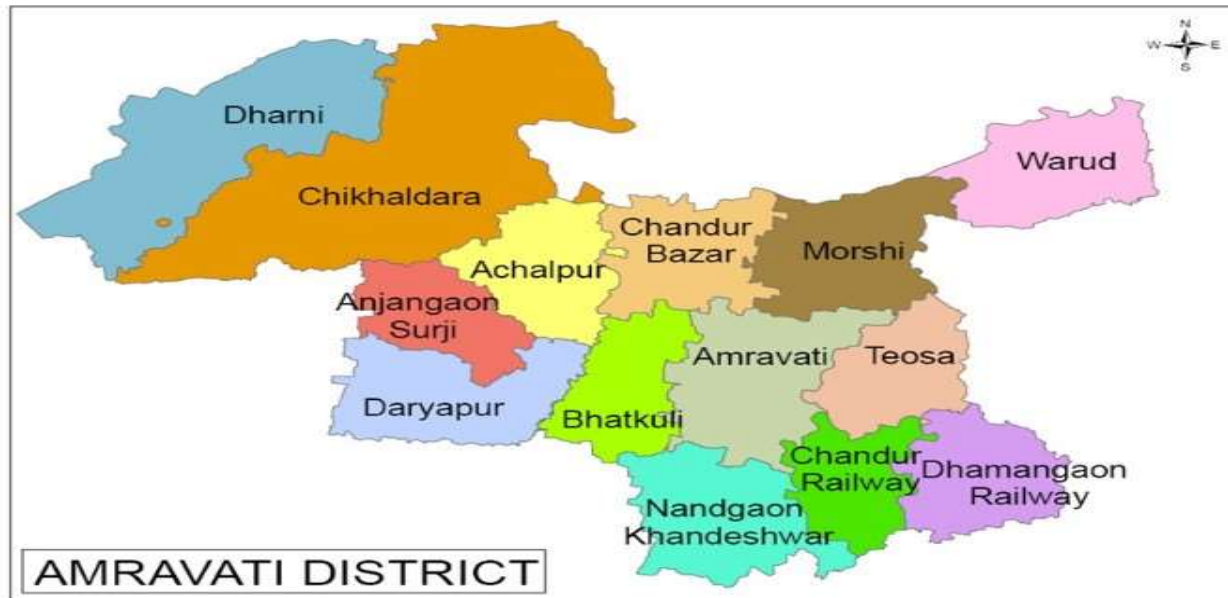 N
W E
S
Dharni
Warud
Chikhaldara
Chandur
Bazar
Morshi
Achalpur
Anjangaon
Surji
Amravati
Teosa
Daryapur
Bhatkuli
Chandur
Railway
Dhamangaon
Railway
Nandgaon
Khandeshwar
AMRAVATI DISTRICT